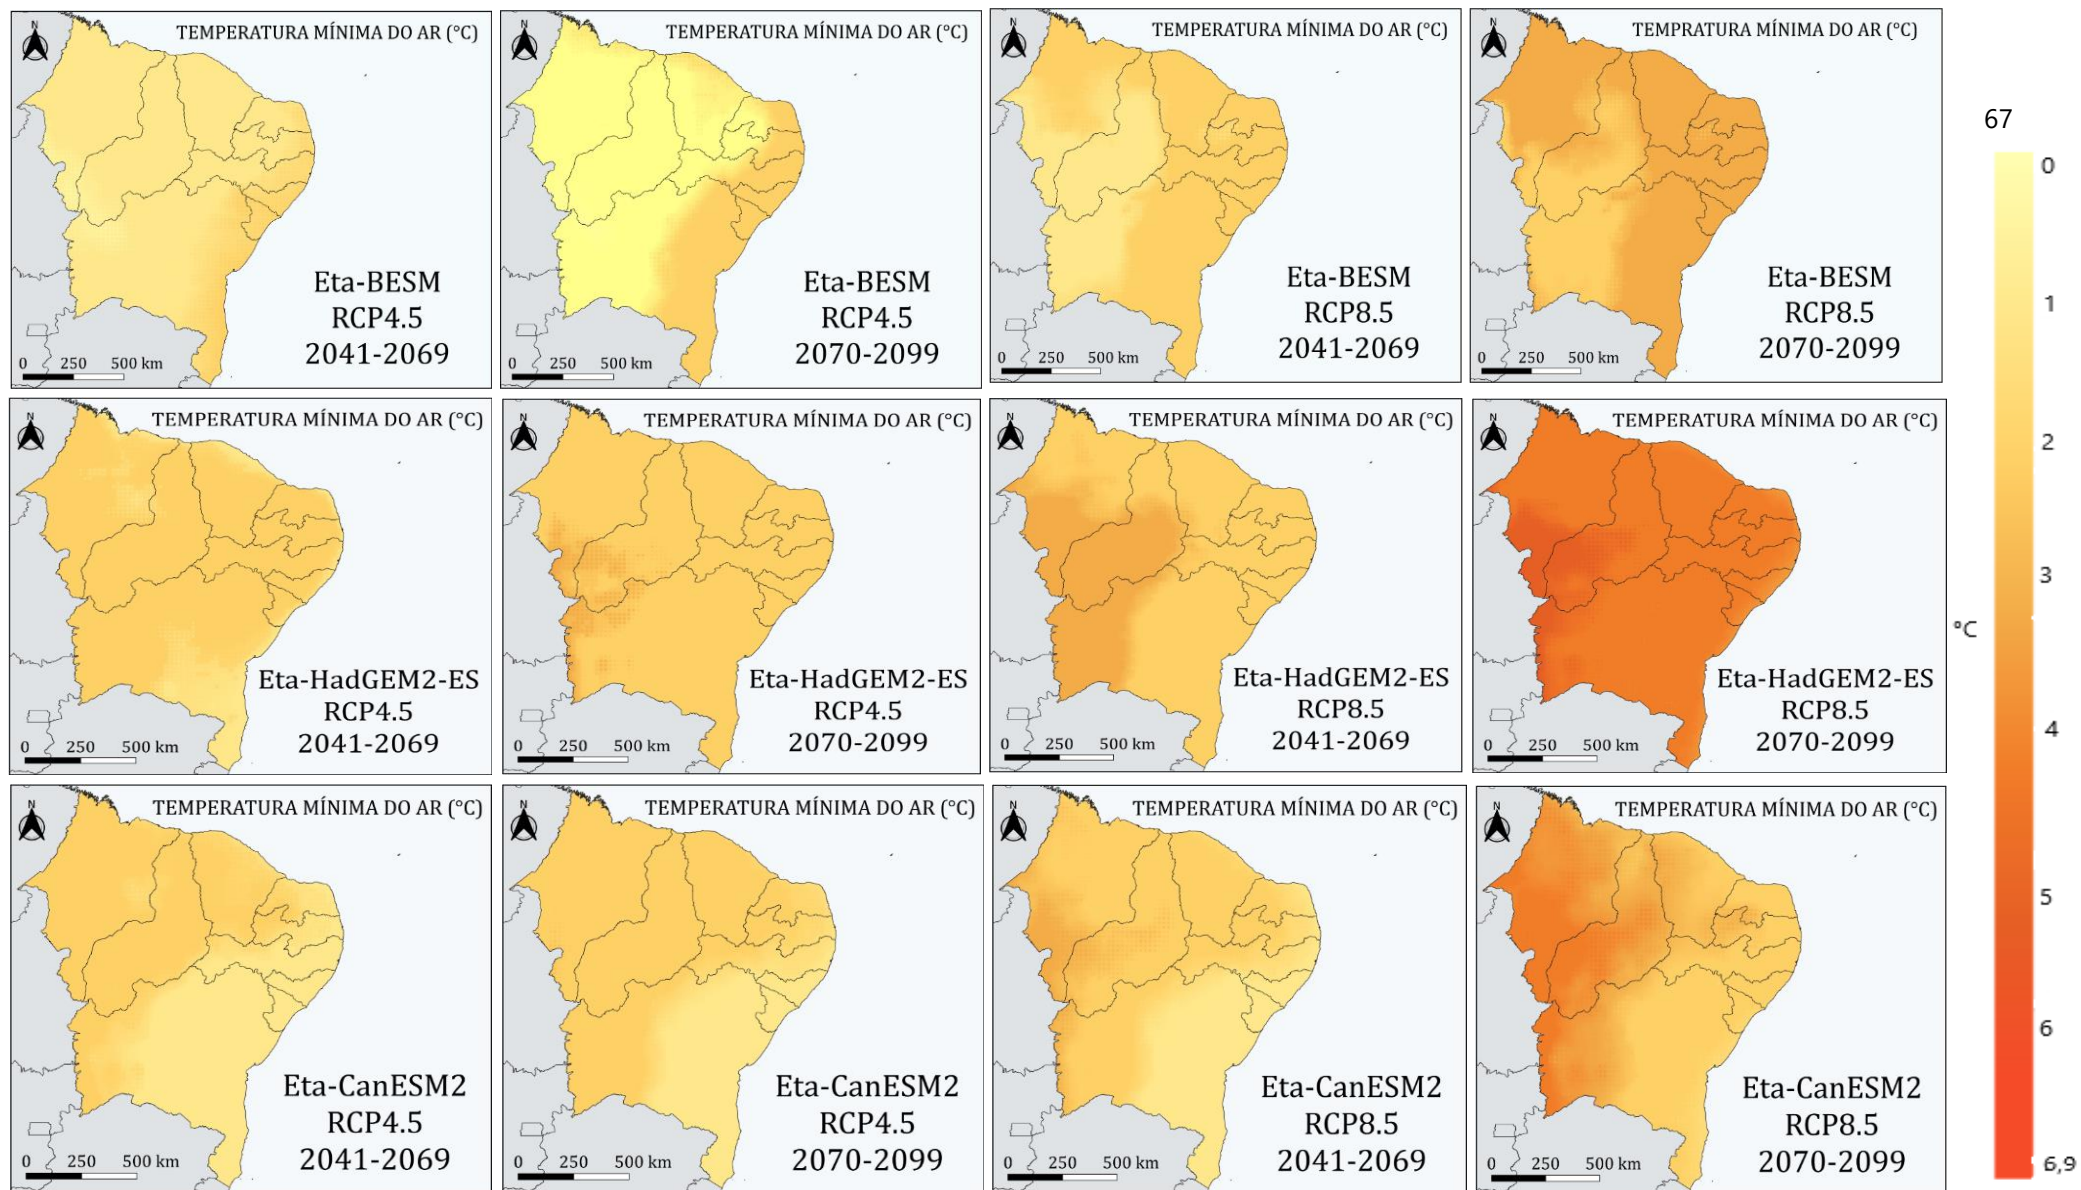 N
TEMPERATURA MÍNIMA DO AR (°C)
Eta-BESM
RCP4.5
2041-2069
0 250 500 km
N
TEMPERATURA MÍNIMA DO AR (°C)
Eta-BESM
RCP4.5
2070-2099
0 250 500 km
N
TEMPERATURA MÍNIMA DO AR (°C)
Eta-BESM
RCP8.5
2041-2069
0 250 500 km
N
TEMPRATURA MÍNIMA DO AR (°C)
Eta-BESM
RCP8.5
2070-2099
0 250 500 km
N
TEMPERATURA MÍNIMA DO AR (°C)
Eta-HadGEM2-ES
RCP4.5
2041-2069
0 250 500 km
N
TEMPERATURA MÍNIMA DO AR (°C)
Eta-HadGEM2-ES
RCP4.5
2070-2099
0 250 500 km
N
TEMPERATURA MÍNIMA DO AR (°C)
Eta-HadGEM2-ES
RCP8.5
2041-2069
0 250 500 km
N
TEMPERATURA MÍNIMA DO AR (°C)
Eta-HadGEM2-ES
RCP8.5
2070-2099
0 250 500 km
N
TEMPERATURA MÍNIMA DO AR (°C)
Eta-CanESM2
RCP4.5
2041-2069
0 250 500 km
N
TEMPERATURA MÍNIMA DO AR (°C)
Eta-CanESM2
RCP4.5
2070-2099
0 250 500 km
N
TEMPERATURA MÍNIMA DO AR (°C)
Eta-CanESM2
RCP8.5
2041-2069
0 250 500 km
N
TEMPERATURA MÍNIMA DO AR (°C)
Eta-CanESM2
RCP8.5
2070-2099
0 250 500 km
67
0
1
2
3
°C
4
5
6
6,9